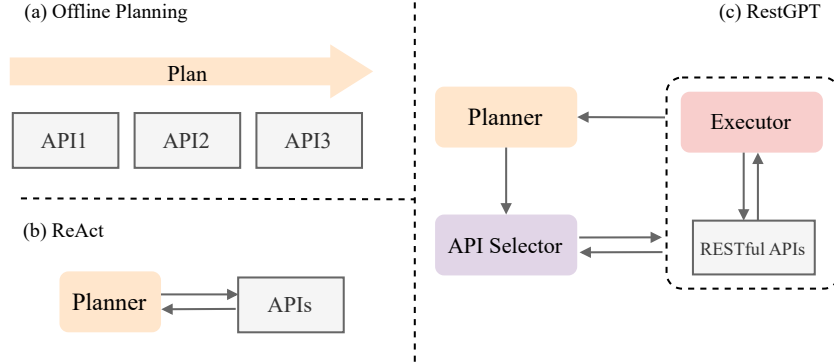 (a) Offline Planning
Plan
API1
API2
API3
(b) ReAct
Planner
APIs
(c) RestGPT
Planner
Executor
API Selector
RESTful APIs